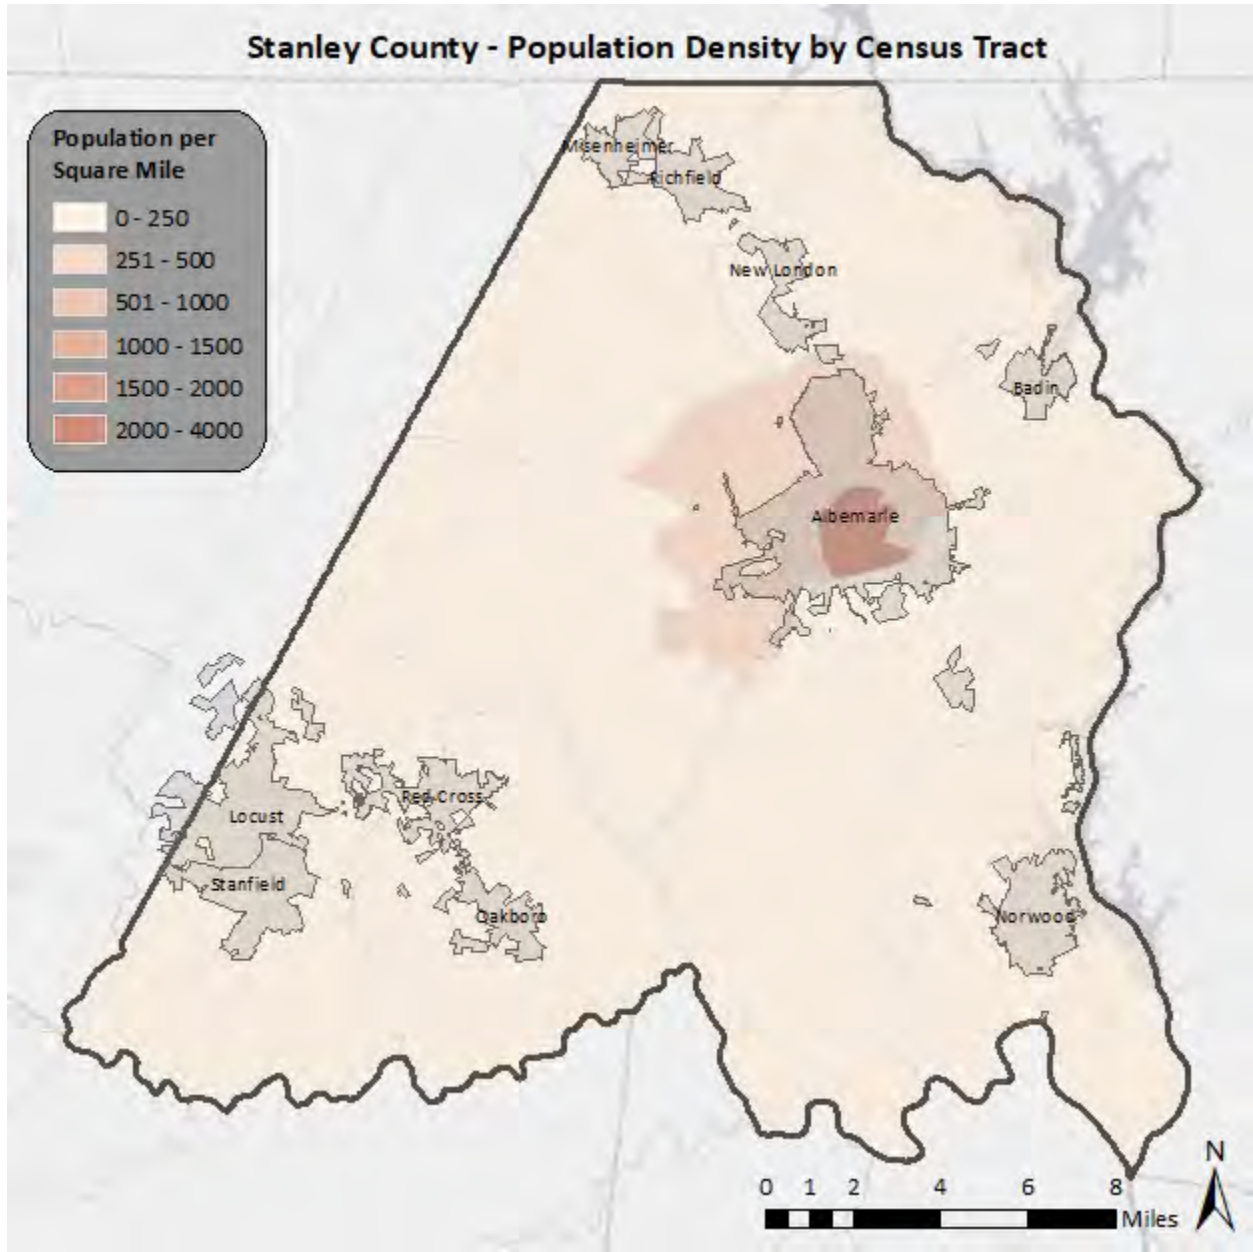 Stanley County - Population Density by Census Tract
Population per
Square Mile
0 - 250
251 - 500
501 - 1000
1000 - 1500
1500 - 2000
2000 - 4000
Misenheimer
Richfield
New London
Badin
Albemarle
Red Cross
Locust
Stanfield
Oakboro
Norwood
N
0 1 2 4 6 8
Miles